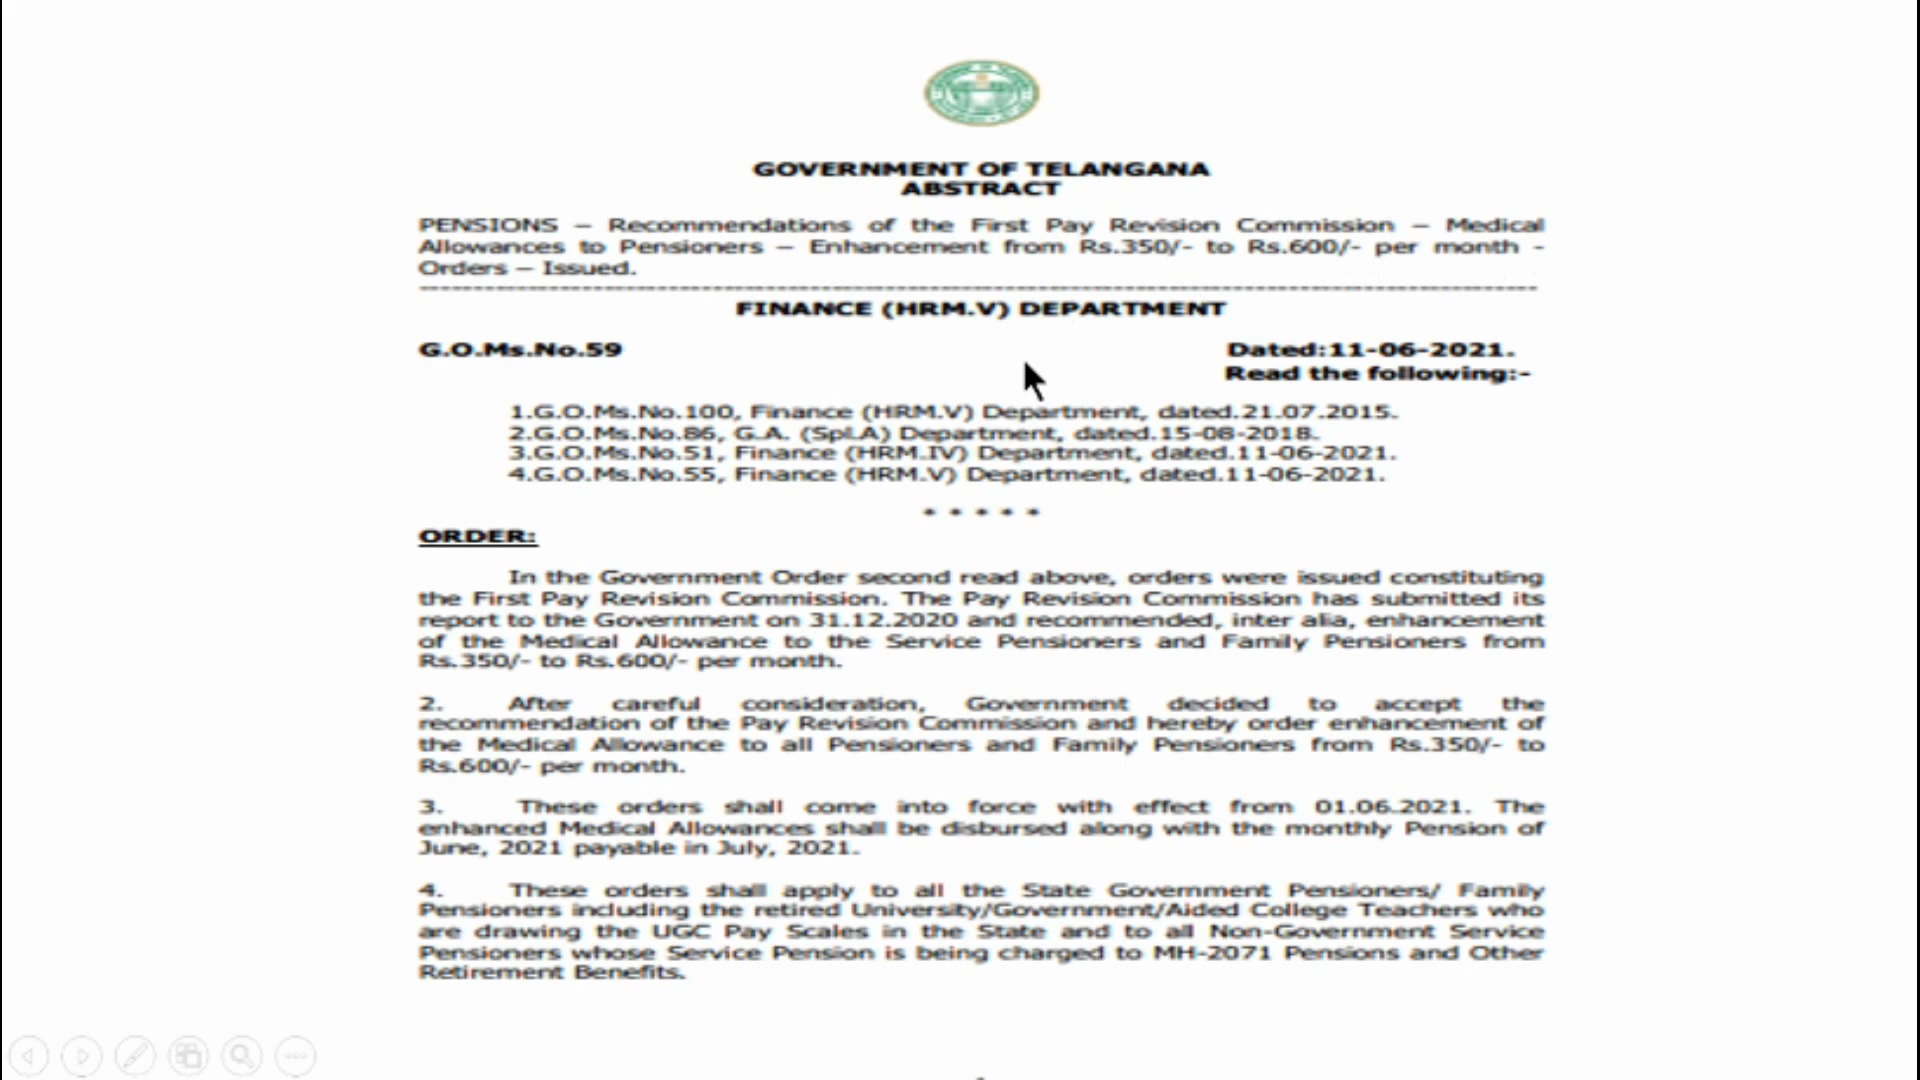 GOVERNMENT OF TELANGANA
ABSTRACT
PENSIONS – Recommendations of the First Pay Revision Commission – Medical
Allowances to Pensioners – Enhancement from Rs.350/- to Rs.600/- per month -
Orders – Issued.
FINANCE (HRM.V) DEPARTMENT
G.O.Ms.No.59 Dated:11-06-2021.
Read the following:-
1.G.O.Ms.No.100, Finance (HRM.V) Department, dated.21.07.2015.
2.G.O.Ms.No.86, G.A. (Spl.A) Department, dated.15-08-2018.
3.G.O.Ms.No.51, Finance (HRM.IV) Department, dated.11-06-2021.
4.G.O.Ms.No.55, Finance (HRM.V) Department, dated.11-06-2021.
* * * * *
ORDER:
In the Government Order second read above, orders were issued constituting
the First Pay Revision Commission. The Pay Revision Commission has submitted its
report to the Government on 31.12.2020 and recommended, inter alia, enhancement
of the Medical Allowance to the Service Pensioners and Family Pensioners from
Rs.350/- to Rs.600/- per month.
2. After careful consideration, Government decided to accept the
recommendation of the Pay Revision Commission and hereby order enhancement of
the Medical Allowance to all Pensioners and Family Pensioners from Rs.350/- to
Rs.600/- per month.
3. These orders shall come into force with effect from 01.06.2021. The
enhanced Medical Allowances shall be disbursed along with the monthly Pension of
June, 2021 payable in July, 2021.
4. These orders shall apply to all the State Government Pensioners/ Family
Pensioners including the retired University/Government/Aided College Teachers who
are drawing the UGC Pay Scales in the State and to all Non-Government Service
Pensioners whose Service Pension is being charged to MH-2071 Pensions and Other
Retirement Benefits.